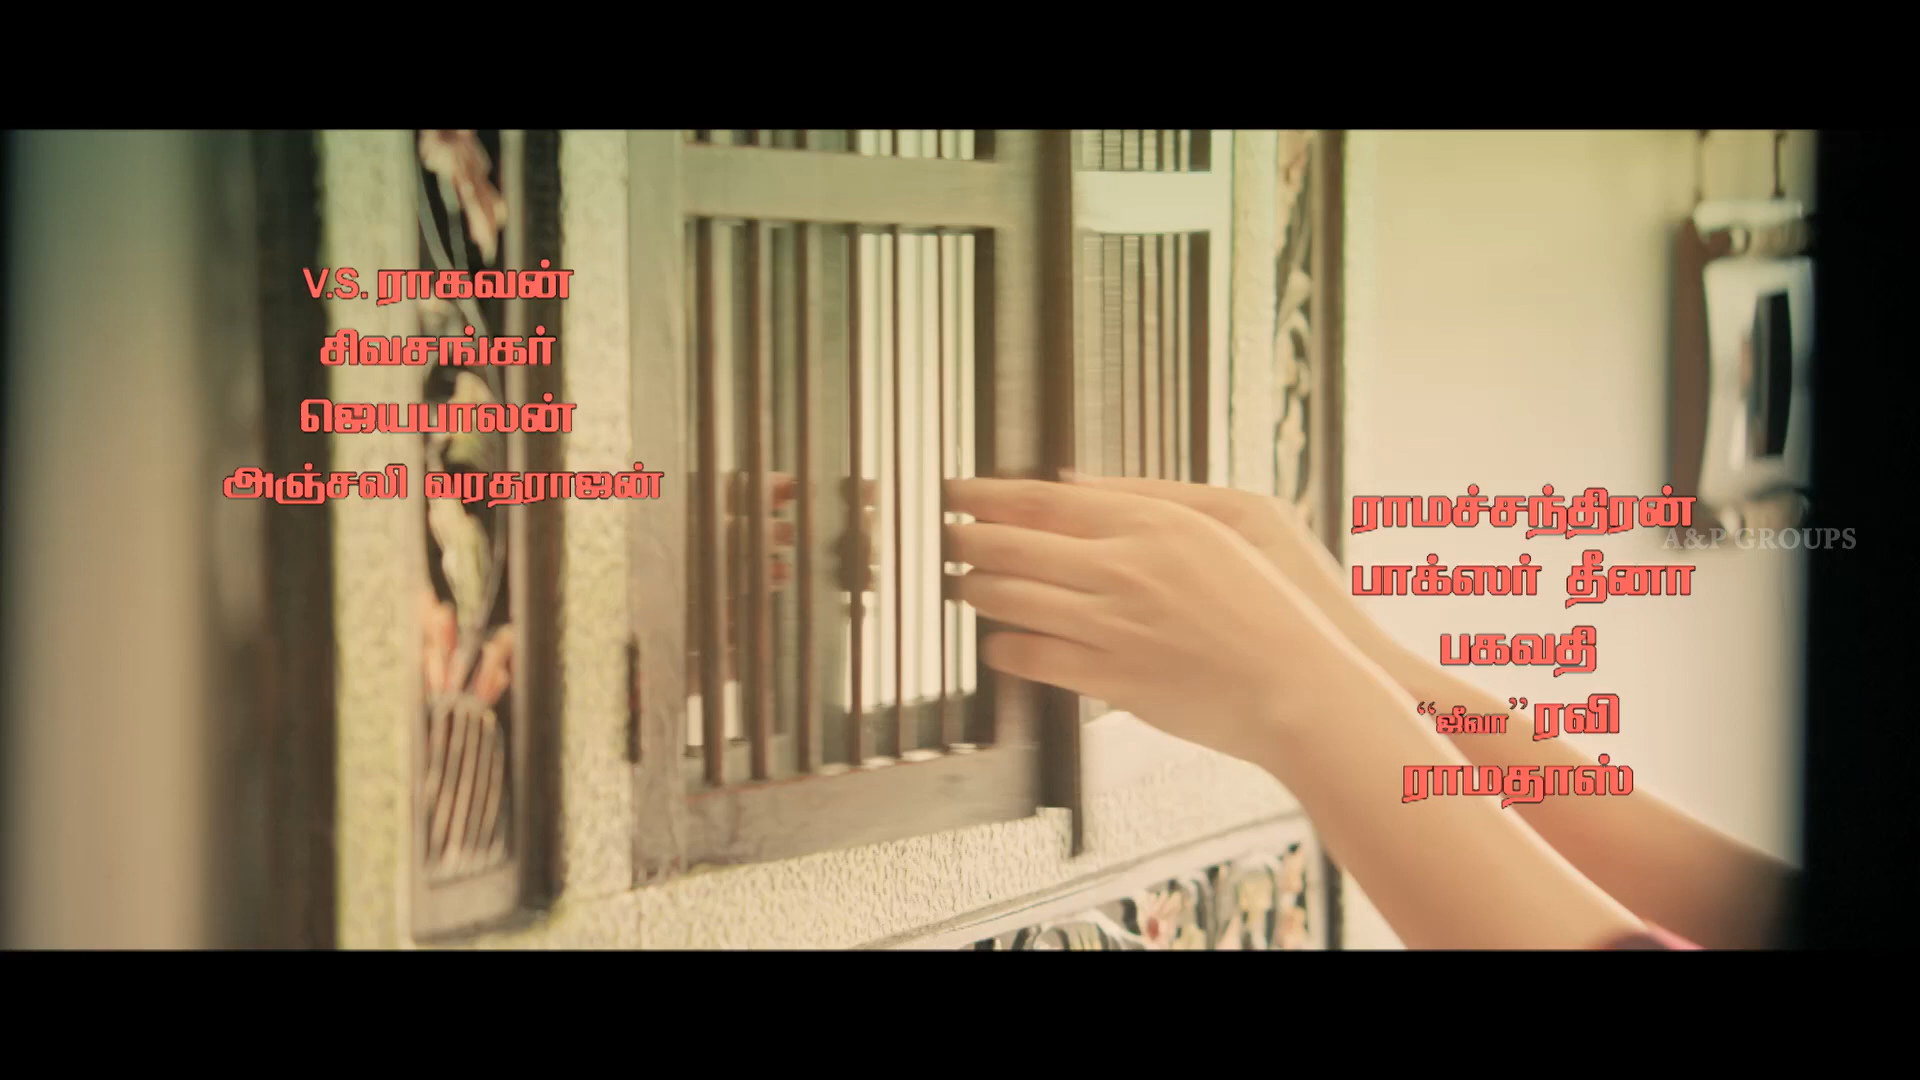 V.S. ராகவன்
சிவசங்கர்
ஜெயபாலன்
அஞ்சலி வரதராஜன்
ராமச்சந்திரன்
A&P GROUPS
பாக்ஸர் தீனா
பகவதி
“ஜீவா” ரவி
ராமதாஸ்